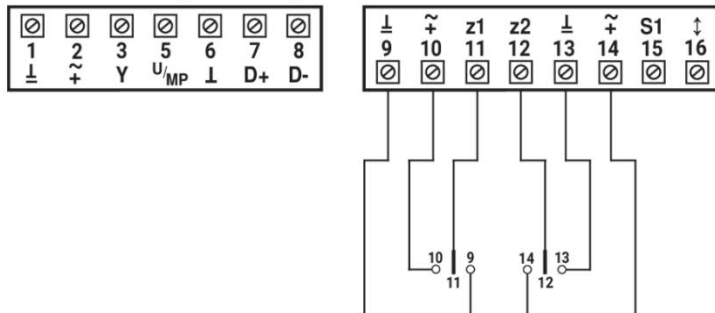 1 2 3 5 6 7 8
⏊ ~+ Y U/MP ⊥ D+ D-
⏊ ~+ z1 z2 ⏊ ~+ S1 ↕
9 10 11 12 13 14 15 16
10 9 14 13
11 12